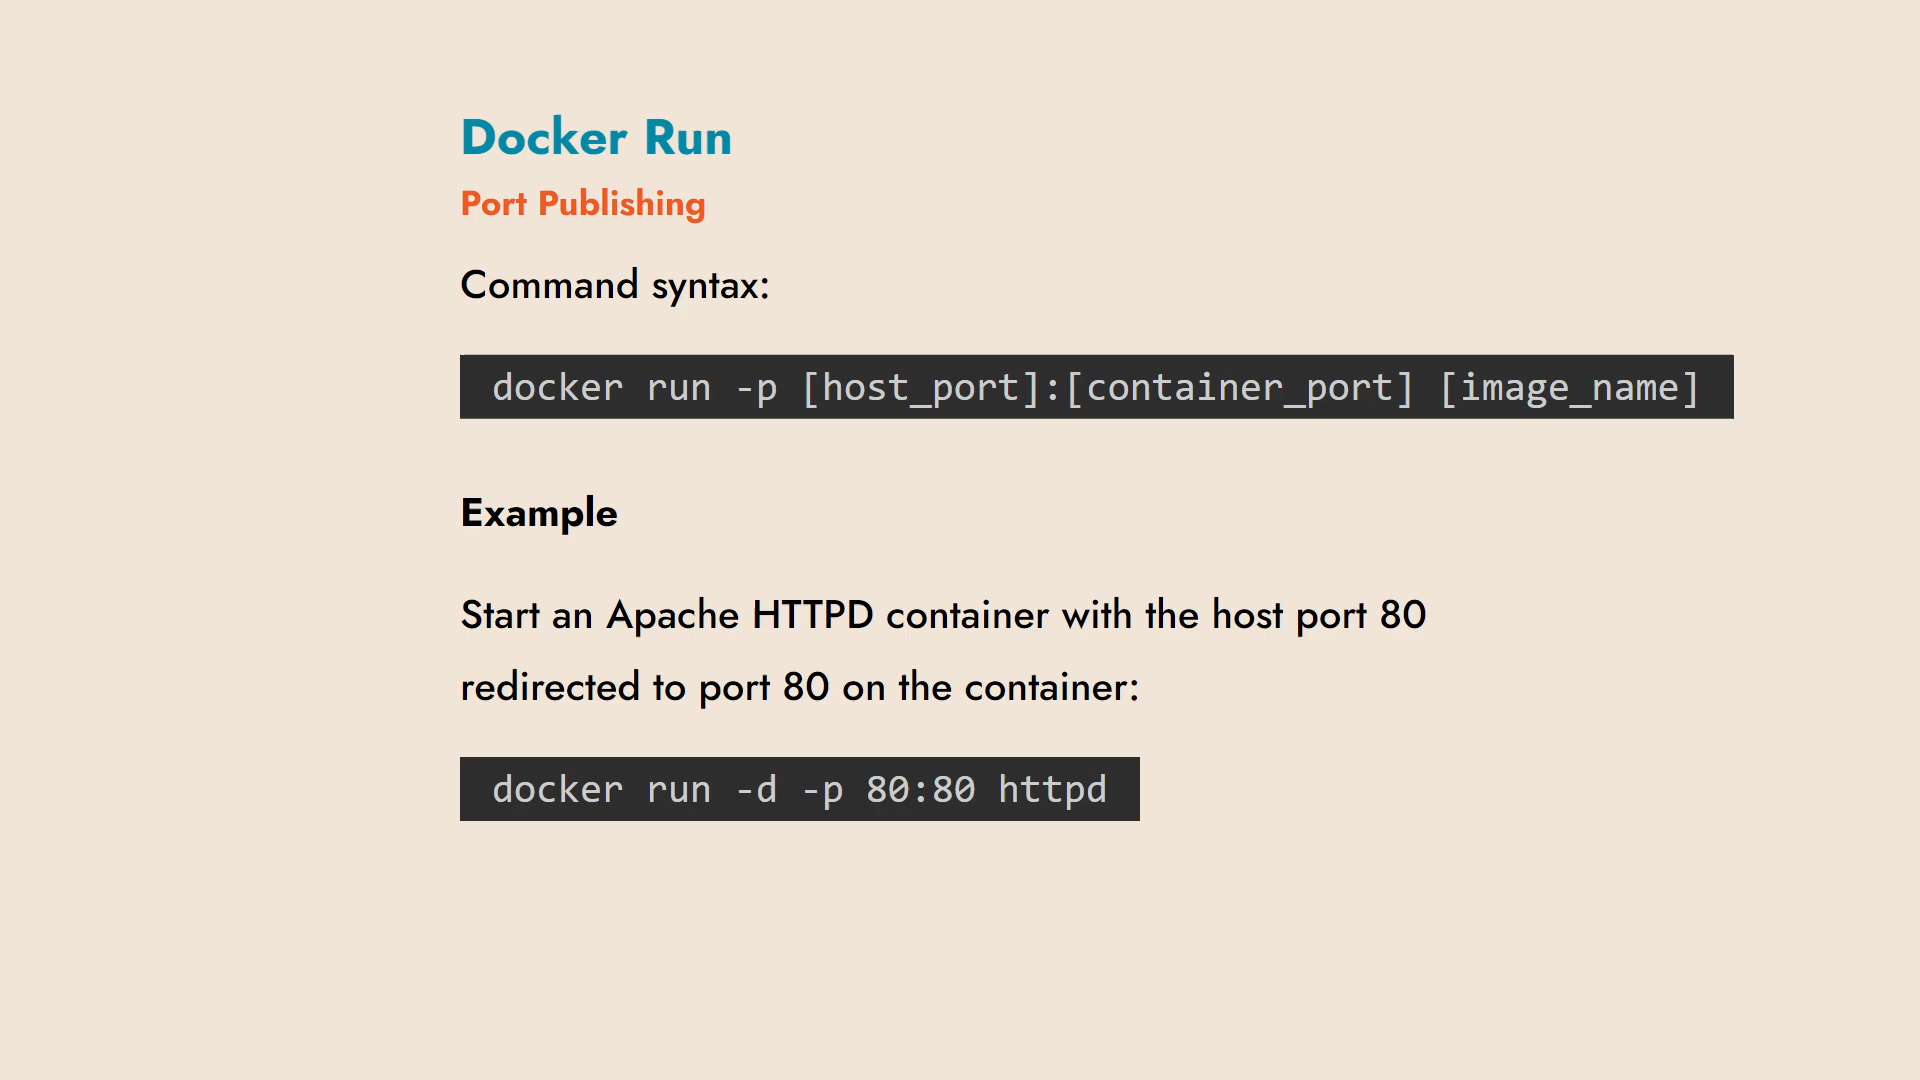 Docker Run
Port Publishing
Command syntax:
docker run -p [host_port]:[container_port] [image_name]
Example
Start an Apache HTTPD container with the host port 80
redirected to port 80 on the container:
docker run -d -p 80:80 httpd